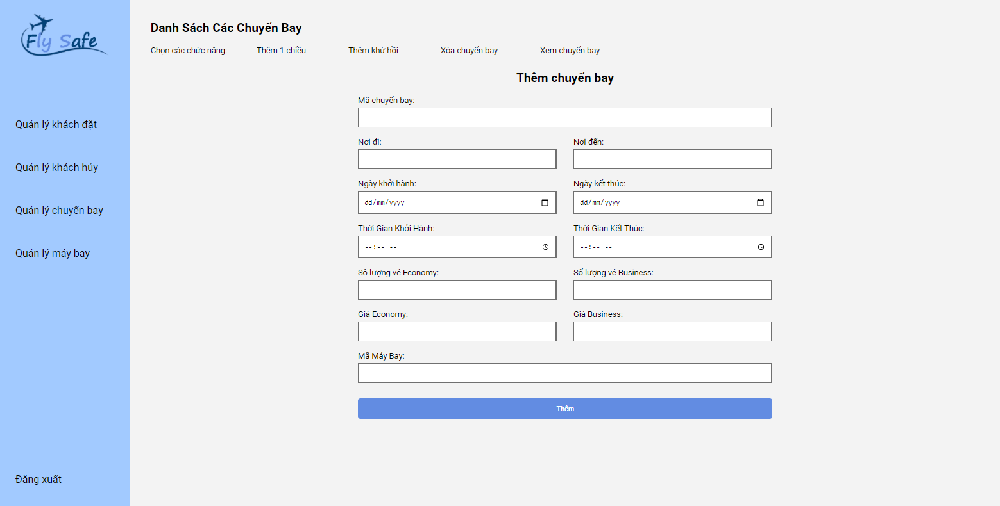 Fly Safe
Danh Sách Các Chuyến Bay
Chọn các chức năng: Thêm 1 chiều Thêm khứ hồi Xóa chuyến bay Xem chuyến bay
Thêm chuyến bay
Mã chuyến bay:
Nơi đi: Nơi đến:
Ngày khởi hành: Ngày kết thúc:
dd/mm/yyyy dd/mm/yyyy
Thời Gian Khởi Hành: Thời Gian Kết Thúc:
--:-- -- --:-- --
Sô lượng vé Economy: Số lượng vé Business:
Giá Economy: Giá Business:
Mã Máy Bay:
Thêm
Quản lý khách đặt
Quản lý khách hủy
Quản lý chuyến bay
Quản lý máy bay
Đăng xuất